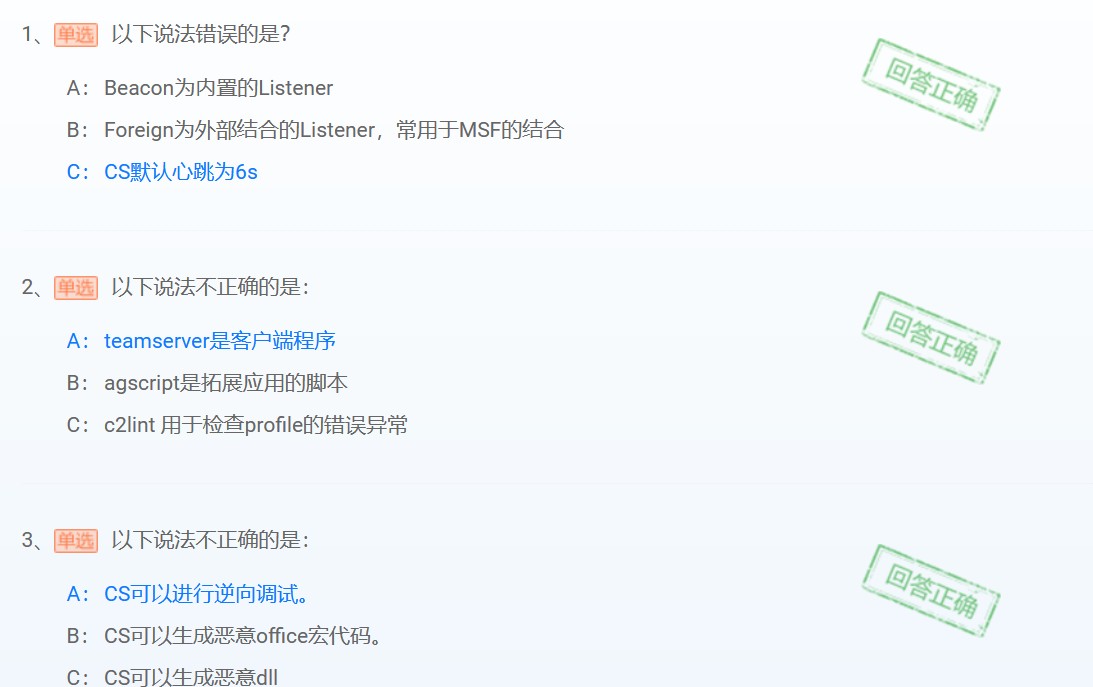 1、单选 以下说法错误的是?
回答正确
A： Beacon为内置的Listener
B： Foreign为外部结合的Listener，常用于MSF的结合
C： CS默认心跳为6s
2、单选 以下说法不正确的是：
回答正确
A： teamserver是客户端程序
B： agscript是拓展应用的脚本
C： c2lint 用于检查profile的错误异常
3、单选 以下说法不正确的是：
回答正确
A： CS可以进行逆向调试。
B： CS可以生成恶意office宏代码。
C： CS可以生成恶意dll